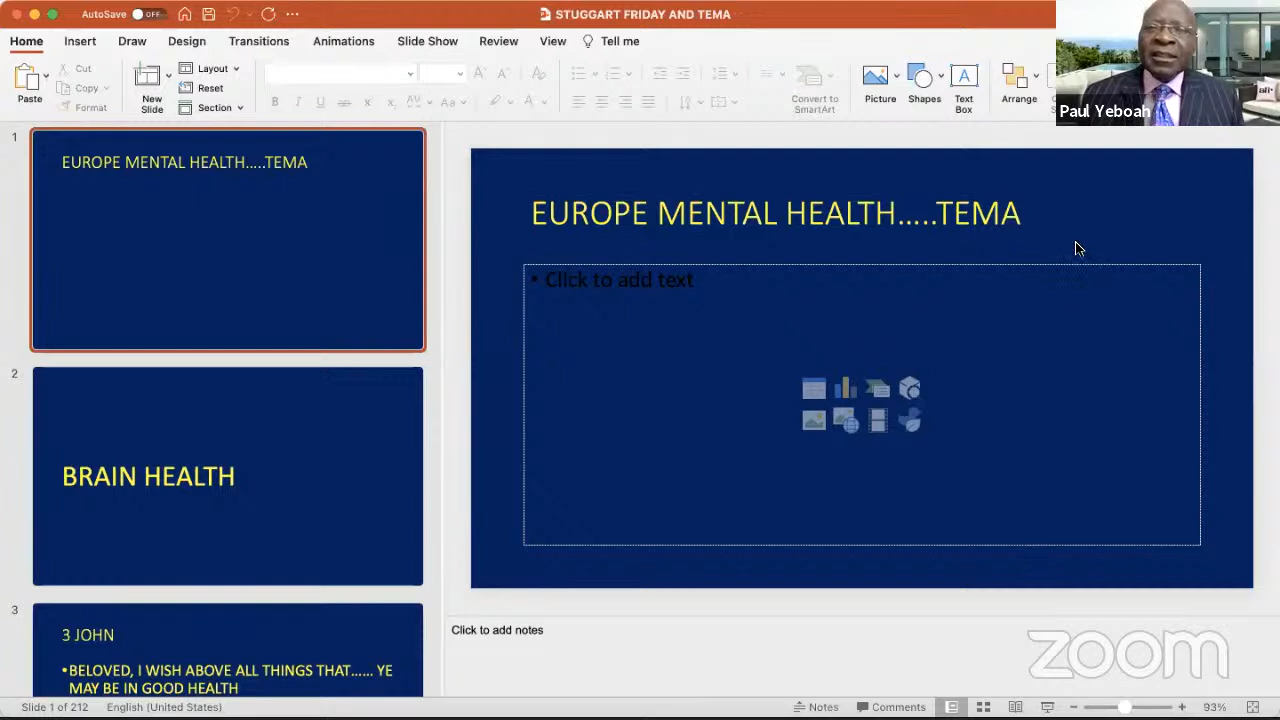 AutoSave OFF
STUGGART FRIDAY AND TEMA
Home Insert Draw Design Transitions Animations Slide Show Review View Tell me
Paste
Cut
Copy
Format
New
Slide
Layout
Reset
Section
Convert to
SmartArt
Picture
Shapes
Text
Box
Arrange
Paul Yeboah
1
EUROPE MENTAL HEALTH.....TEMA
2
BRAIN HEALTH
3
3 JOHN
•BELOVED, I WISH ABOVE ALL THINGS THAT...... YE
MAY BE IN GOOD HEALTH
EUROPE MENTAL HEALTH.....TEMA
• Click to add text
Click to add notes
zoom
Slide 1 of 212 English (United States) Notes Comments 93%